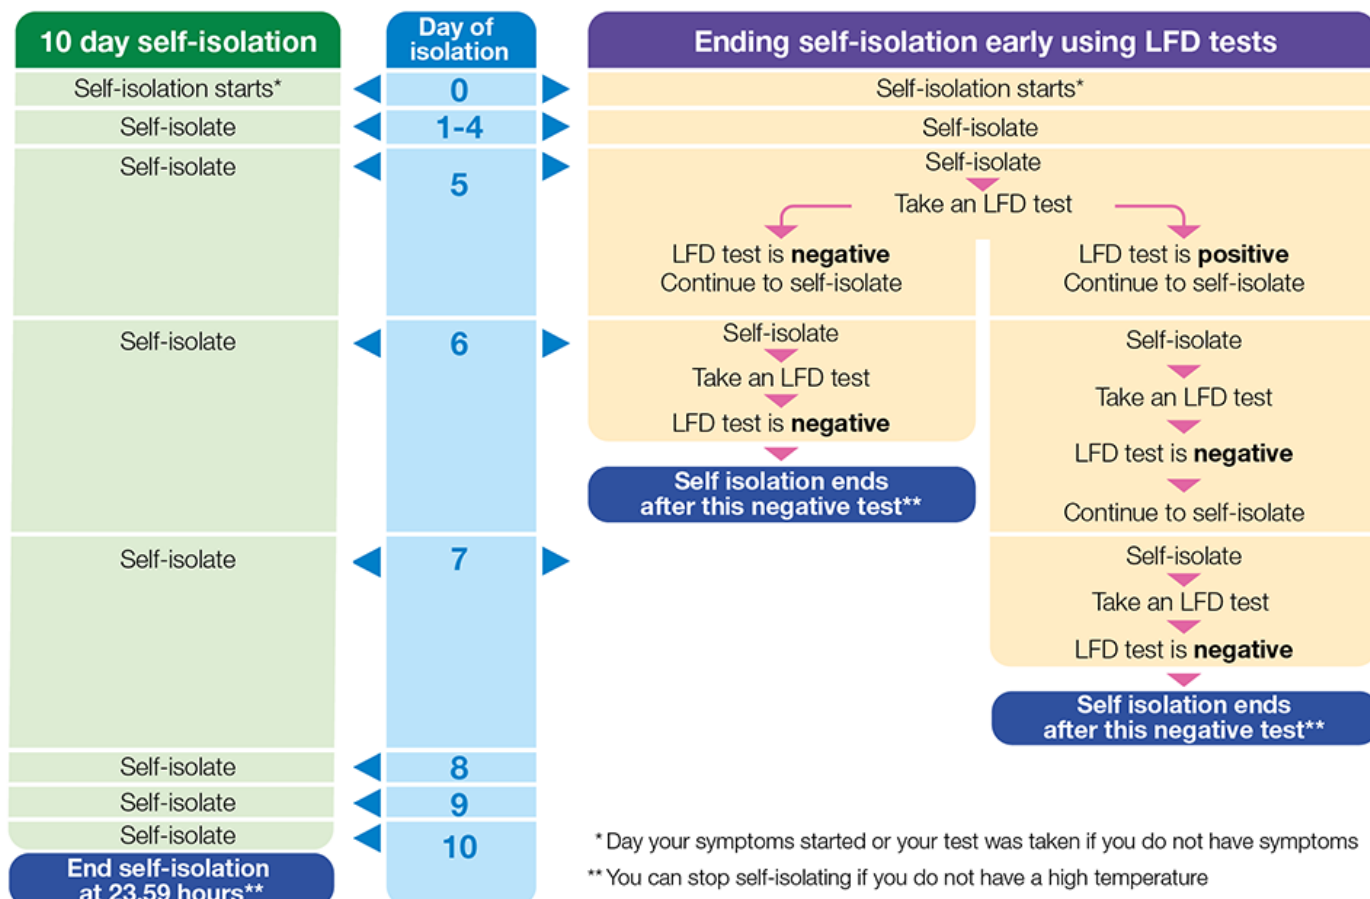 10 day self-isolation
Day of
isolation
Ending self-isolation early using LFD tests
Self-isolation starts*
0
Self-isolation starts*
Self-isolate
1-4
Self-isolate
Self-isolate
5
Self-isolate
Take an LFD test
LFD test is negative
Continue to self-isolate
LFD test is positive
Continue to self-isolate
Self-isolate
6
Self-isolate
Take an LFD test
LFD test is negative
Self isolation ends
after this negative test**
Self-isolate
Take an LFD test
LFD test is negative
Continue to self-isolate
Self-isolate
7
Self-isolate
Take an LFD test
LFD test is negative
Self isolation ends
after this negative test**
Self-isolate
8
Self-isolate
9
Self-isolate
10
End self-isolation
at 23.59 hours**
* Day your symptoms started or your test was taken if you do not have symptoms
** You can stop self-isolating if you do not have a high temperature